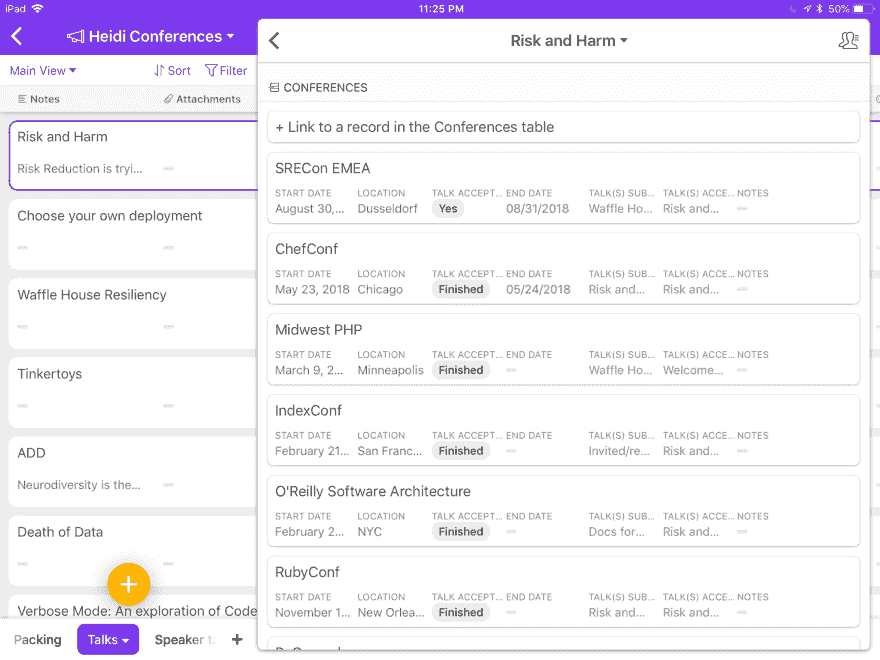 iPad 11:25 PM 50%
Heidi Conferences
Main View Sort Filter
Notes Attachments
Risk and Harm
Risk Reduction is tryi...
Choose your own deployment
Waffle House Resiliency
Tinkertoys
ADD
Neurodiversity is the...
Death of Data
+
Verbose Mode: An exploration of Code
Packing Talks Speaker +
Risk and Harm
CONFERENCES
+ Link to a record in the Conferences table
SRECon EMEA
START DATE LOCATION TALK ACCEPT... END DATE TALK(S) SUB... TALK(S) ACCE... NOTES
August 30,... Dusseldorf Yes 08/31/2018 Waffle Ho... Risk and...
ChefConf
START DATE LOCATION TALK ACCEPT... END DATE TALK(S) SUB... TALK(S) ACCE... NOTES
May 23, 2018 Chicago Finished 05/24/2018 Risk and... Risk and...
Midwest PHP
START DATE LOCATION TALK ACCEPT... END DATE TALK(S) SUB... TALK(S) ACCE... NOTES
March 9, 2... Minneapolis Finished Waffle Ho... Welcome...
IndexConf
START DATE LOCATION TALK ACCEPT... END DATE TALK(S) SUB... TALK(S) ACCE... NOTES
February 21... San Franc... Finished Invited/re... Risk and...
O'Reilly Software Architecture
START DATE LOCATION TALK ACCEPT... END DATE TALK(S) SUB... TALK(S) ACCE... NOTES
February 2... NYC Finished Docs for... Risk and...
RubyConf
START DATE LOCATION TALK ACCEPT... END DATE TALK(S) SUB... TALK(S) ACCE... NOTES
November 1... New Orlea... Finished Risk and... Risk and...